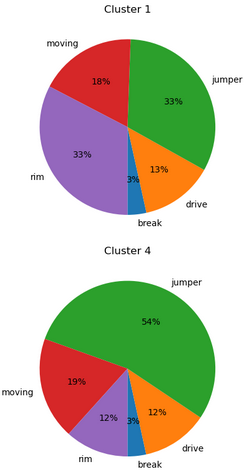 Cluster 1
moving
18%
jumper
33%
33%
rim
13%
3%
drive
break
Cluster 4
jumper
54%
19%
moving
12%
12%
3%
rim
drive
break